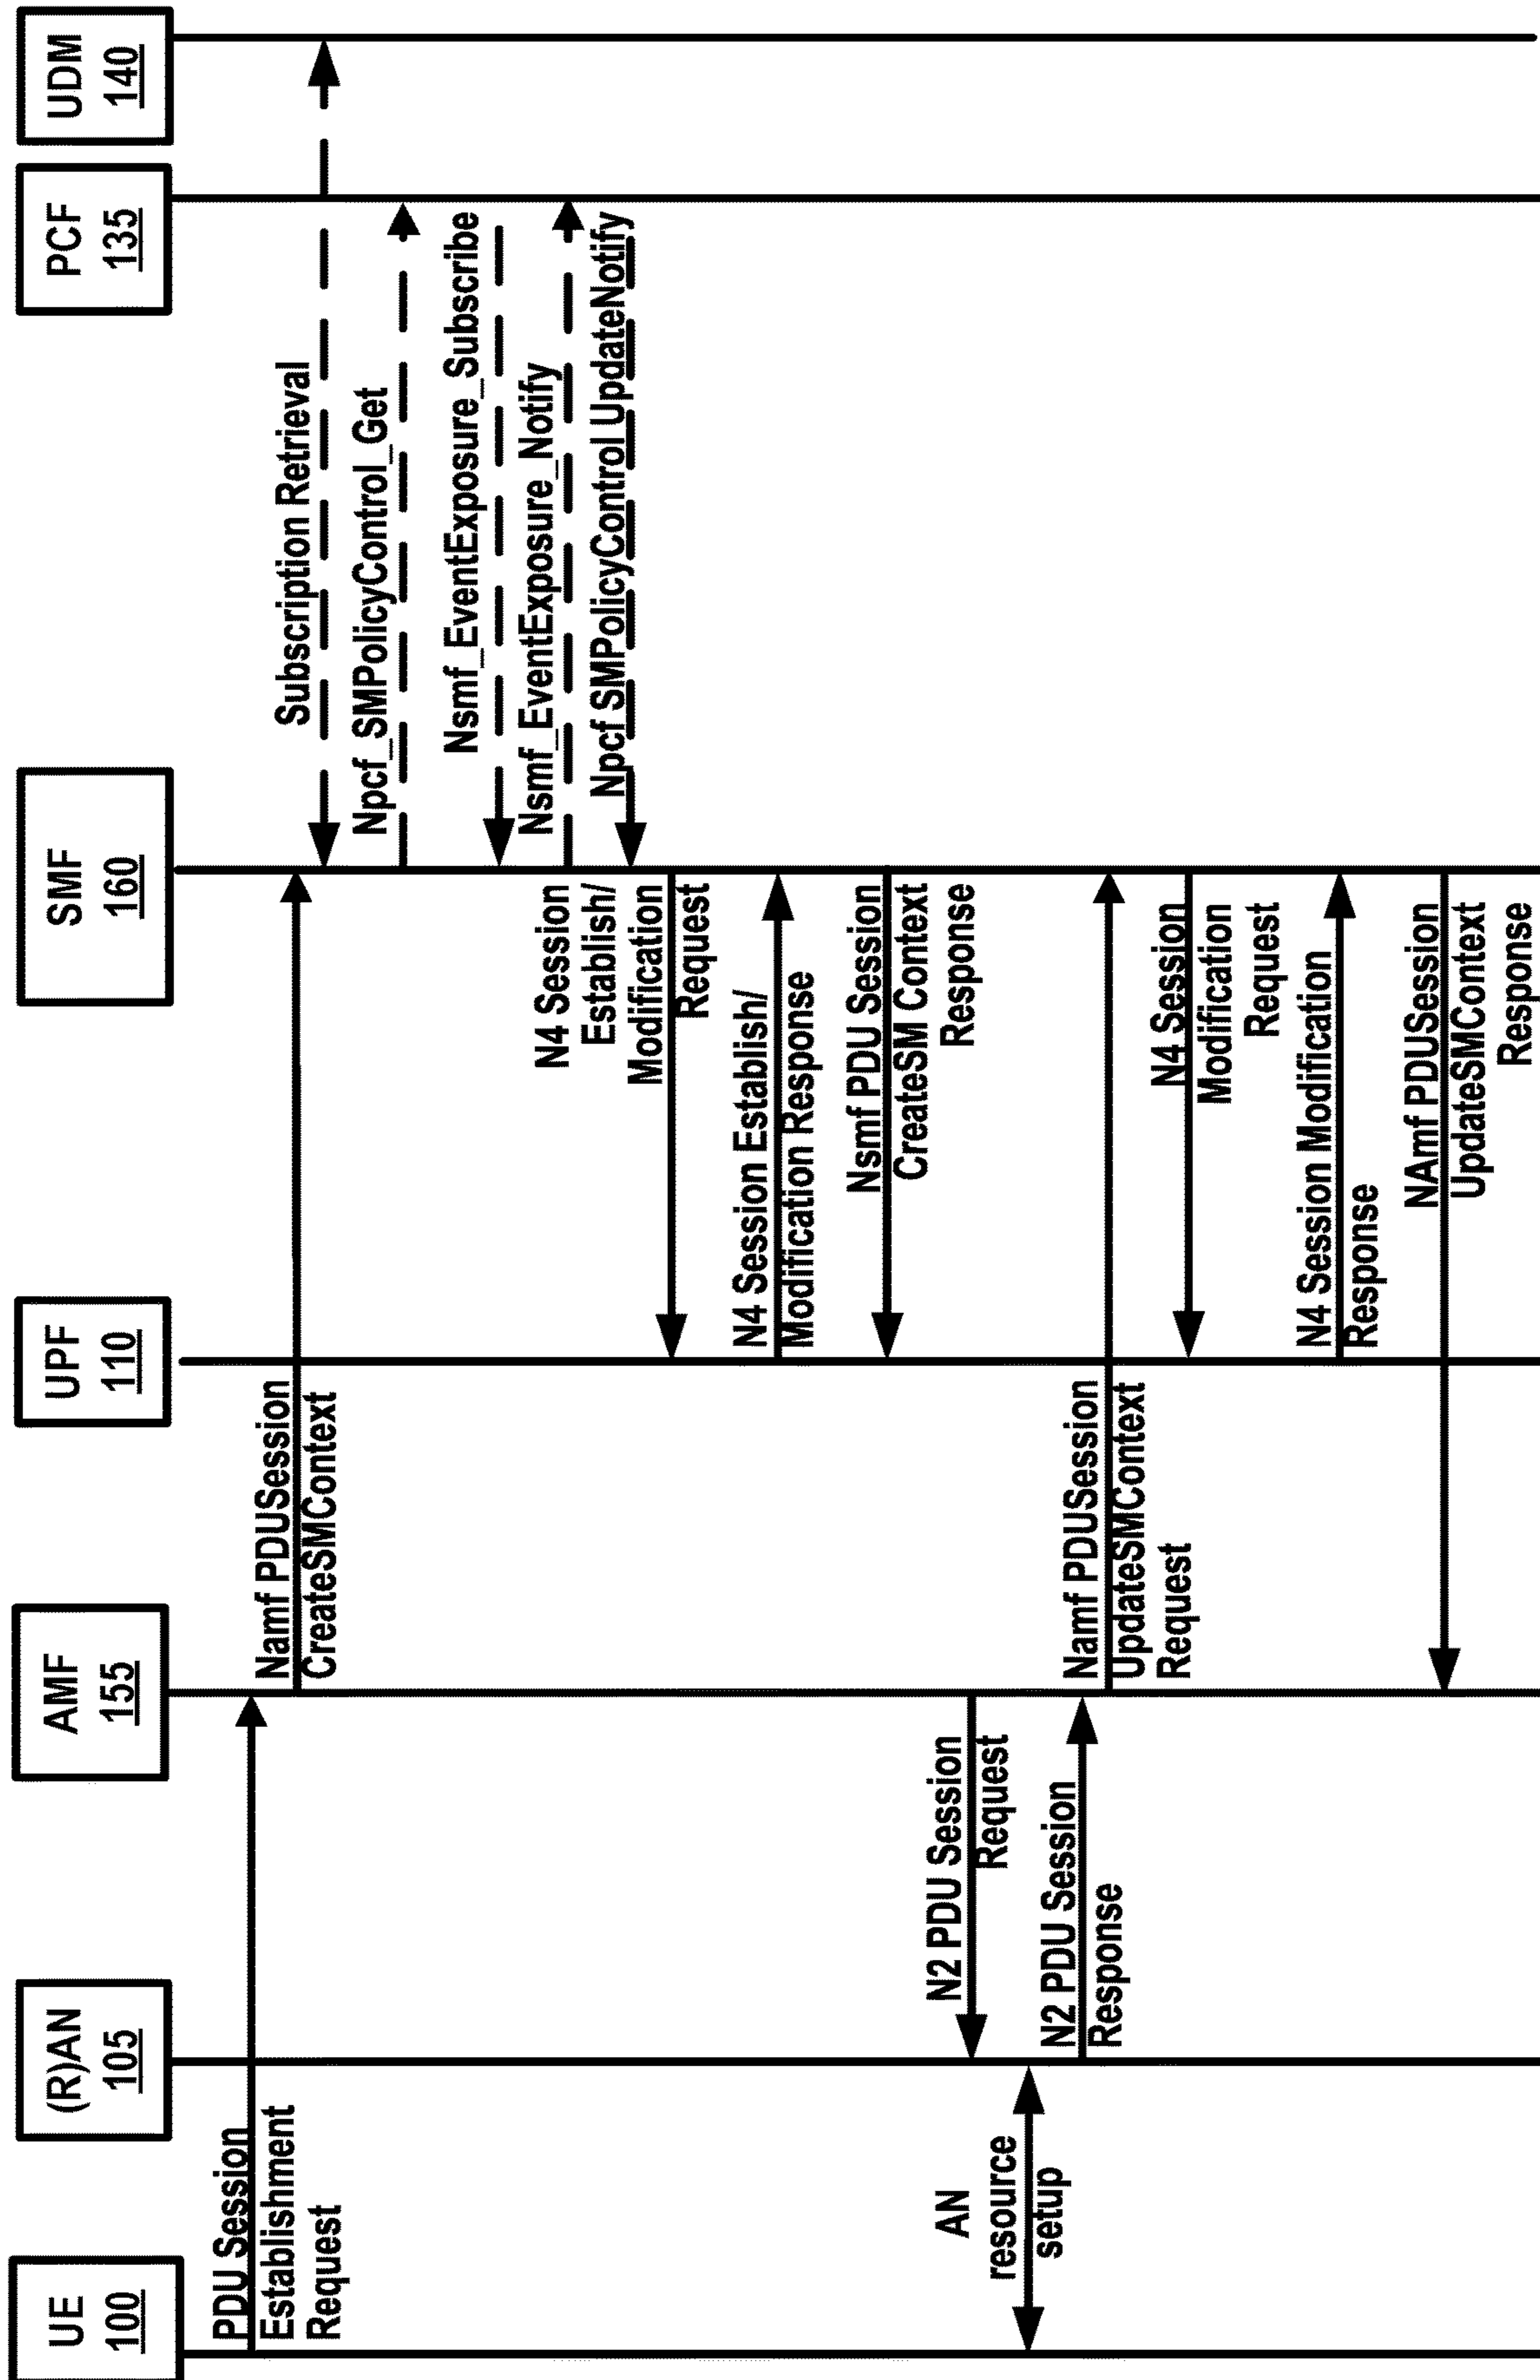 UE
100
(R)AN
105
AMF
155
UPF
110
SMF
160
PCF
135
UDM
140
PDU Session
Establishment
Request
Namf PDUSession
CreateSMContext
Subscription Retrieval
Npcf_SMPolicyControl_Get
Nsmf_EventExposure_Subscribe
Nsmf_EventExposure_Notify
Npcf SMPolicyControl UpdateNotify
N4 Session
Establish/
Modification
Request
N4 Session Establish/
Modification Response
Nsmf PDU Session
CreateSM Context
Response
N2 PDU Session
Request
AN
resource
setup
N2 PDU Session
Response
Namf PDUSession
UpdateSMContext
Request
N4 Session
Modification
Request
N4 Session Modification
Response
NAmf PDUSession
UpdateSMContext
Response